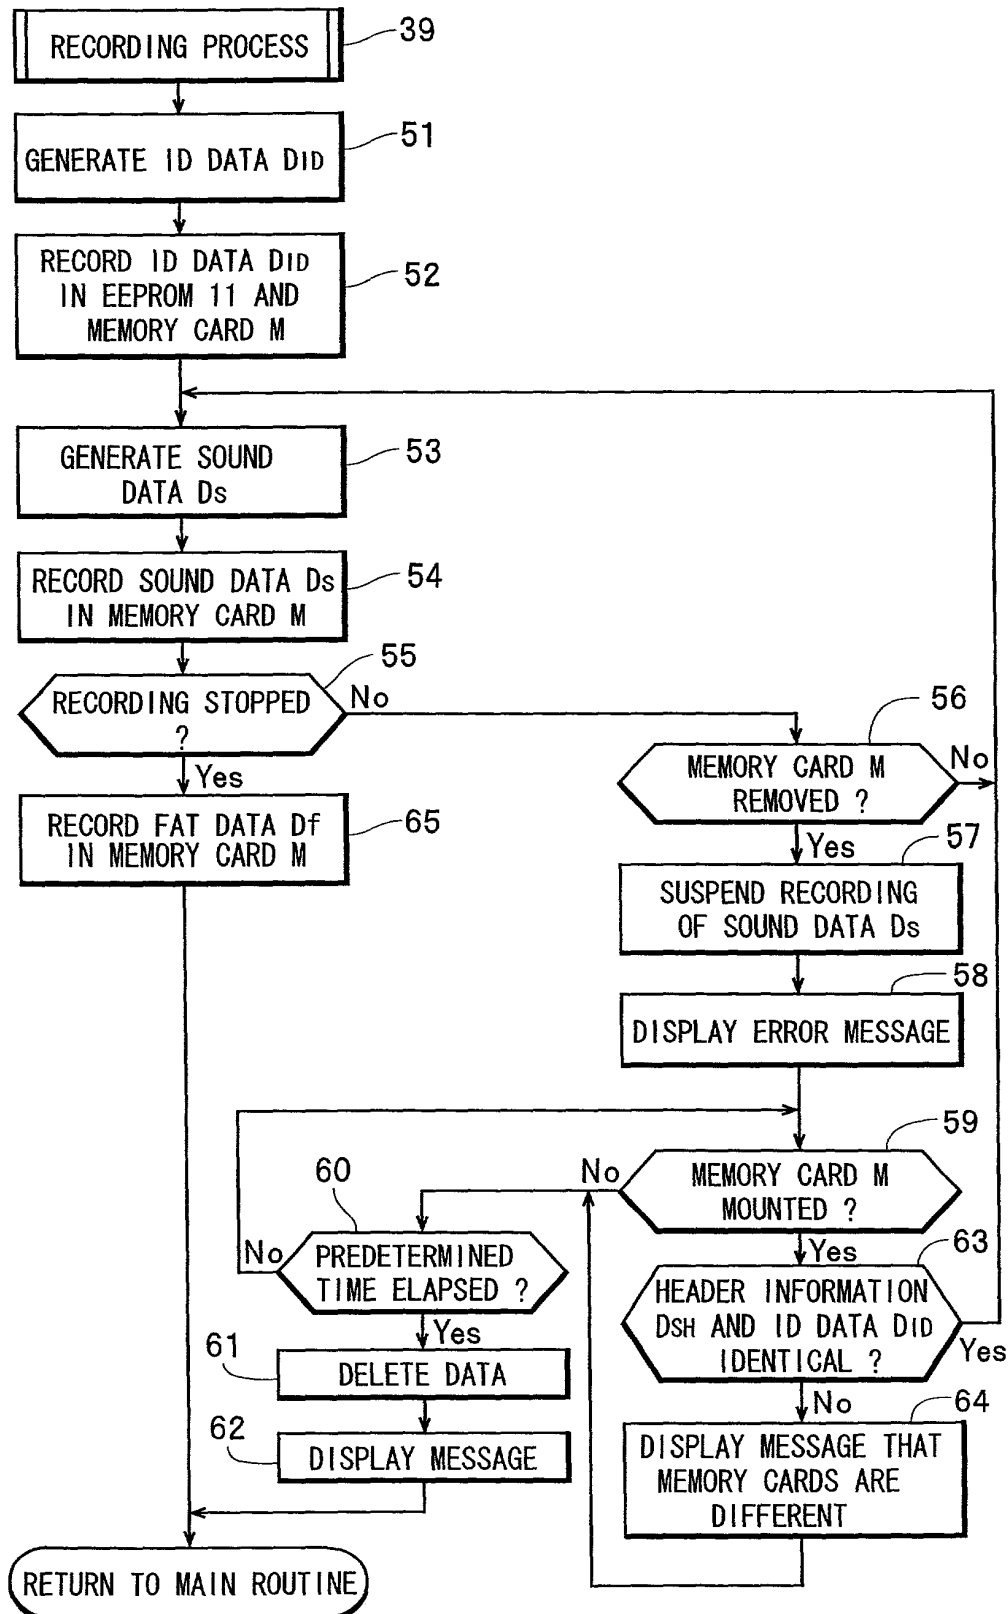 RECORDING PROCESS
39
GENERATE ID DATA DID
51
RECORD ID DATA DID
IN EEPROM 11 AND
MEMORY CARD M
52
GENERATE SOUND
DATA Ds
53
RECORD SOUND DATA Ds
IN MEMORY CARD M
54
RECORDING STOPPED
?
55
No
Yes
RECORD FAT DATA Df
IN MEMORY CARD M
65
MEMORY CARD M
REMOVED ?
56
No
Yes
SUSPEND RECORDING
OF SOUND DATA Ds
57
DISPLAY ERROR MESSAGE
58
MEMORY CARD M
MOUNTED ?
59
No
Yes
PREDETERMINED
TIME ELAPSED ?
60
No
Yes
DELETE DATA
61
DISPLAY MESSAGE
62
HEADER INFORMATION
DSH AND ID DATA DID
IDENTICAL ?
63
Yes
No
DISPLAY MESSAGE THAT
MEMORY CARDS ARE
DIFFERENT
64
RETURN TO MAIN ROUTINE